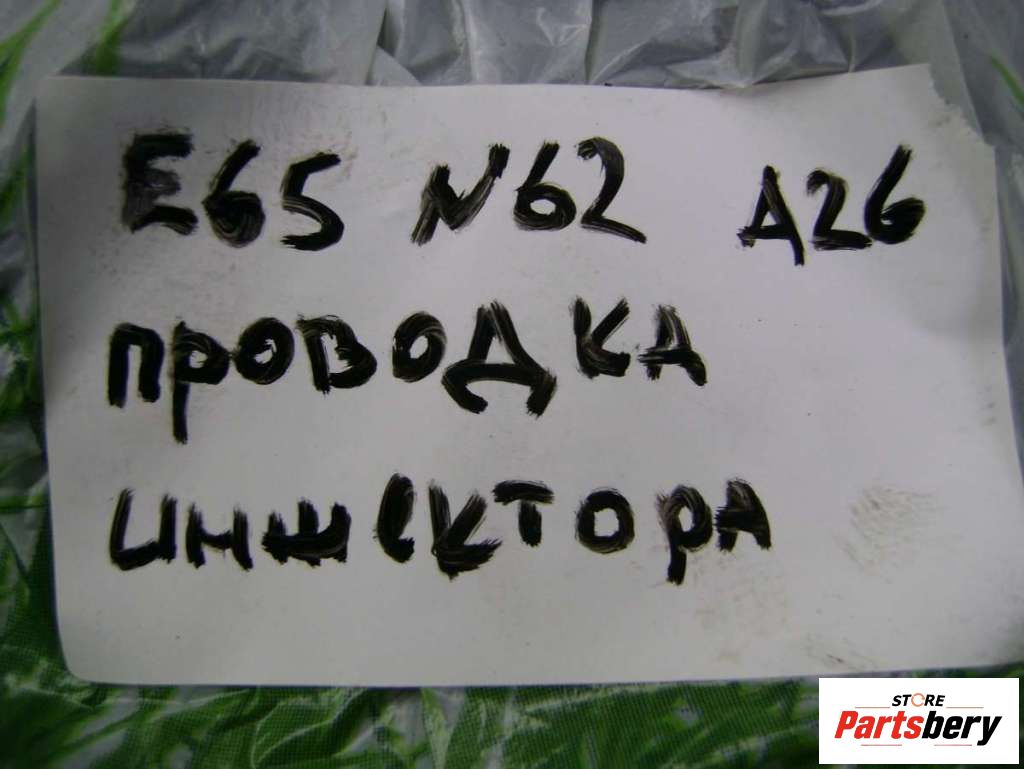 E65 N62 A26
проводка
иншектора
STORE
Partsbery